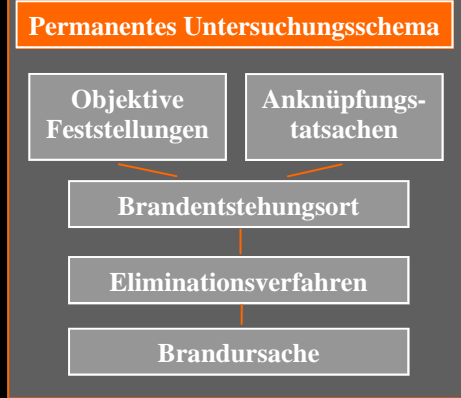 Permanentes Untersuchungsschema
Objektive
Feststellungen
Anknüpfungs-
tatsachen
Brandentstehungsort
Eliminationsverfahren
Brandursache